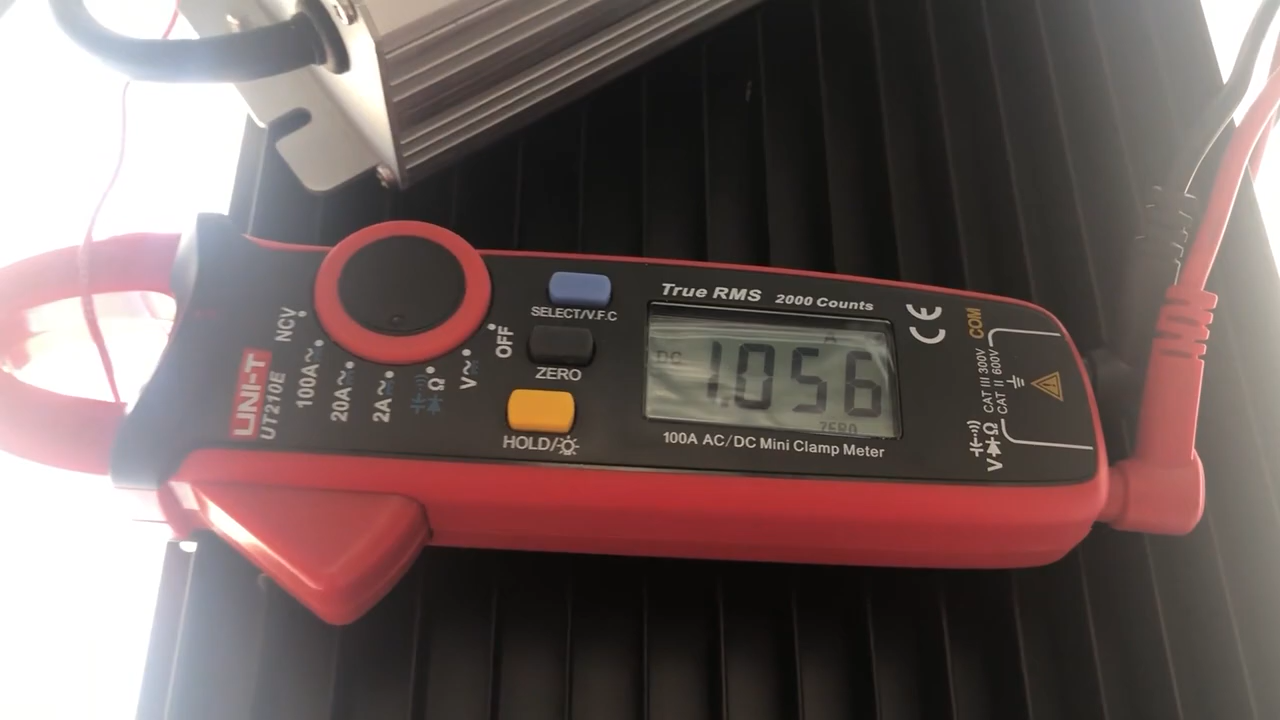 True RMS 2000 Counts
A
DC 1.056
ZERO
100A AC/DC Mini Clamp Meter
SELECT/V.F.C
ZERO
HOLD/
OFF
V
Ω
2A
20A
100A
NCV
UNI-T
UT210E
CE
COM
CAT III 300V
CAT II 600V
VΩ